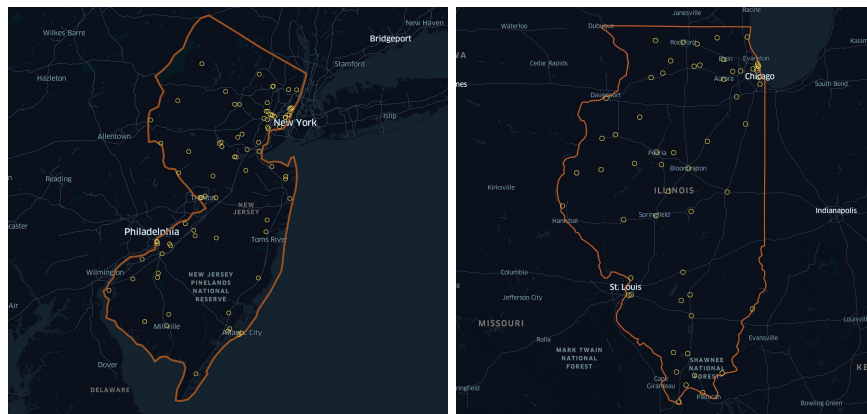 Wilkes-Barre
New Haven
Bridgeport
Stamford
Hazleton
New York
Islip
Allentown
Reading
Trenton
NEW
JERSEY
Philadelphia
Toms River
Wilmington
NEW JERSEY
PINELANDS
NATIONAL
RESERVE
Millville
Atlantic City
Dover
DELAWARE
Janesville
Racine
Waterloo
Dubuque
Rockford
Cedar Rapids
Elgin
Evanston
Chicago
Aurora
South Bend
Davenport
Peoria
Bloomington
Kirksville
ILLINOIS
Hannibal
Springfield
Indianapolis
Columbia
St. Louis
Jefferson City
MISSOURI
Rolla
Evansville
MARK TWAIN
NATIONAL
FOREST
SHAWNEE
NATIONAL
FOREST
Cape
Girardeau
Paducah
Bowling Green